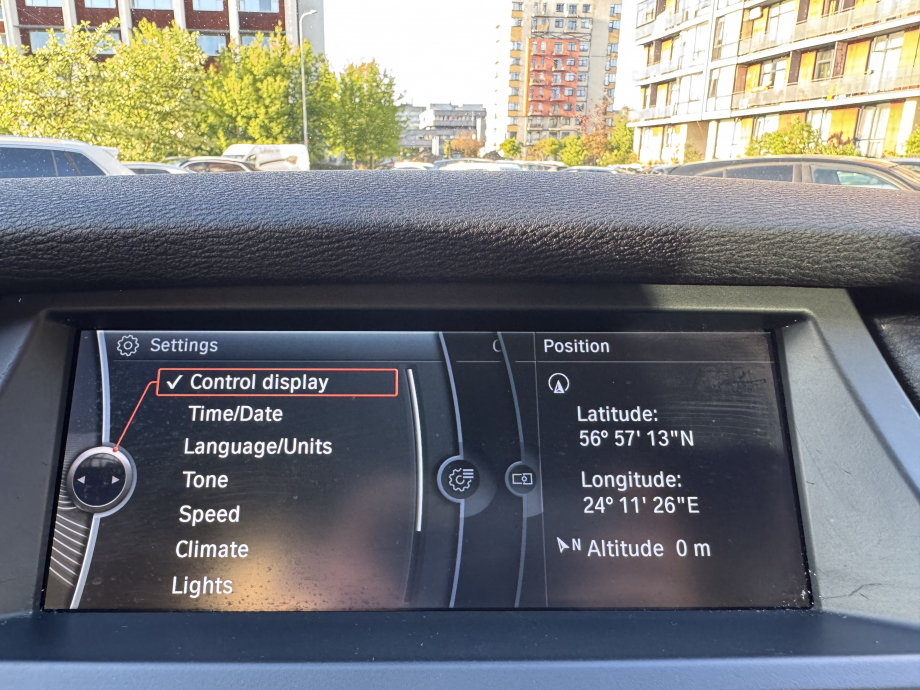 Settings
✓ Control display
Time/Date
Language/Units
Tone
Speed
Climate
Lights
Position
Latitude:
56° 57' 13"N
Longitude:
24° 11' 26"E
N Altitude 0 m